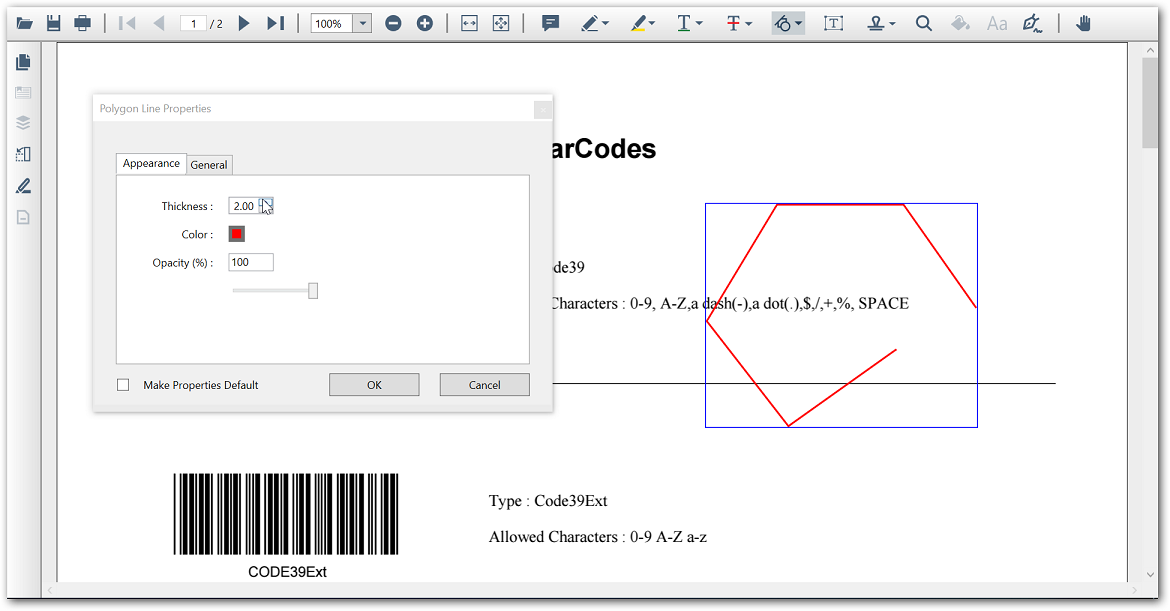 1 / 2 100% T T T Aa
Polygon Line Properties
arCodes
Appearance General
Thickness : 2.00
Color :
Opacity (%) : 100
de39
Characters : 0-9, A-Z,a dash(-),a dot(.),$,/,+,%, SPACE
Make Properties Default OK Cancel
Type : Code39Ext
Allowed Characters : 0-9 A-Z a-z
CODE39Ext